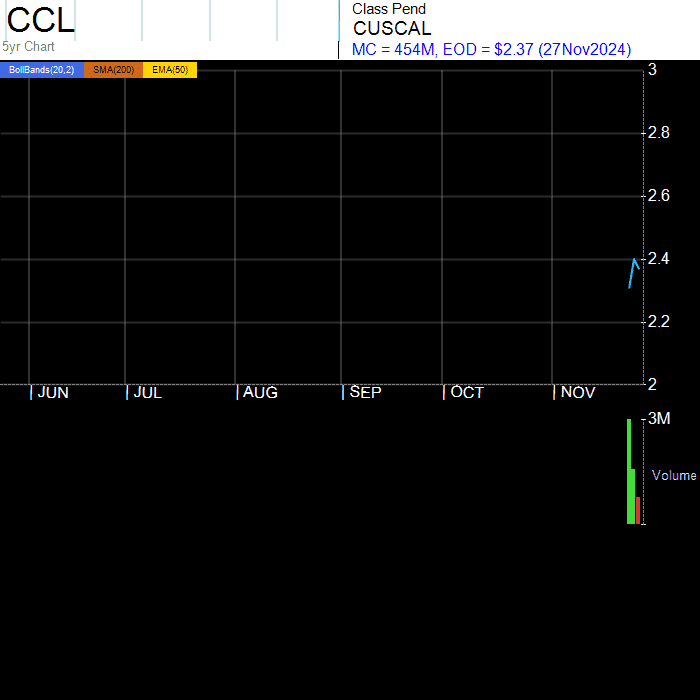 CCL
5yr Chart
Class Pend
CUSCAL
MC = 454M, EOD = $2.37 (27Nov2024)
BollBands(20,2) SMA(200) EMA(50)
3
2.8
2.6
2.4
2.2
2
JUN JUL AUG SEP OCT NOV
3M
Volume